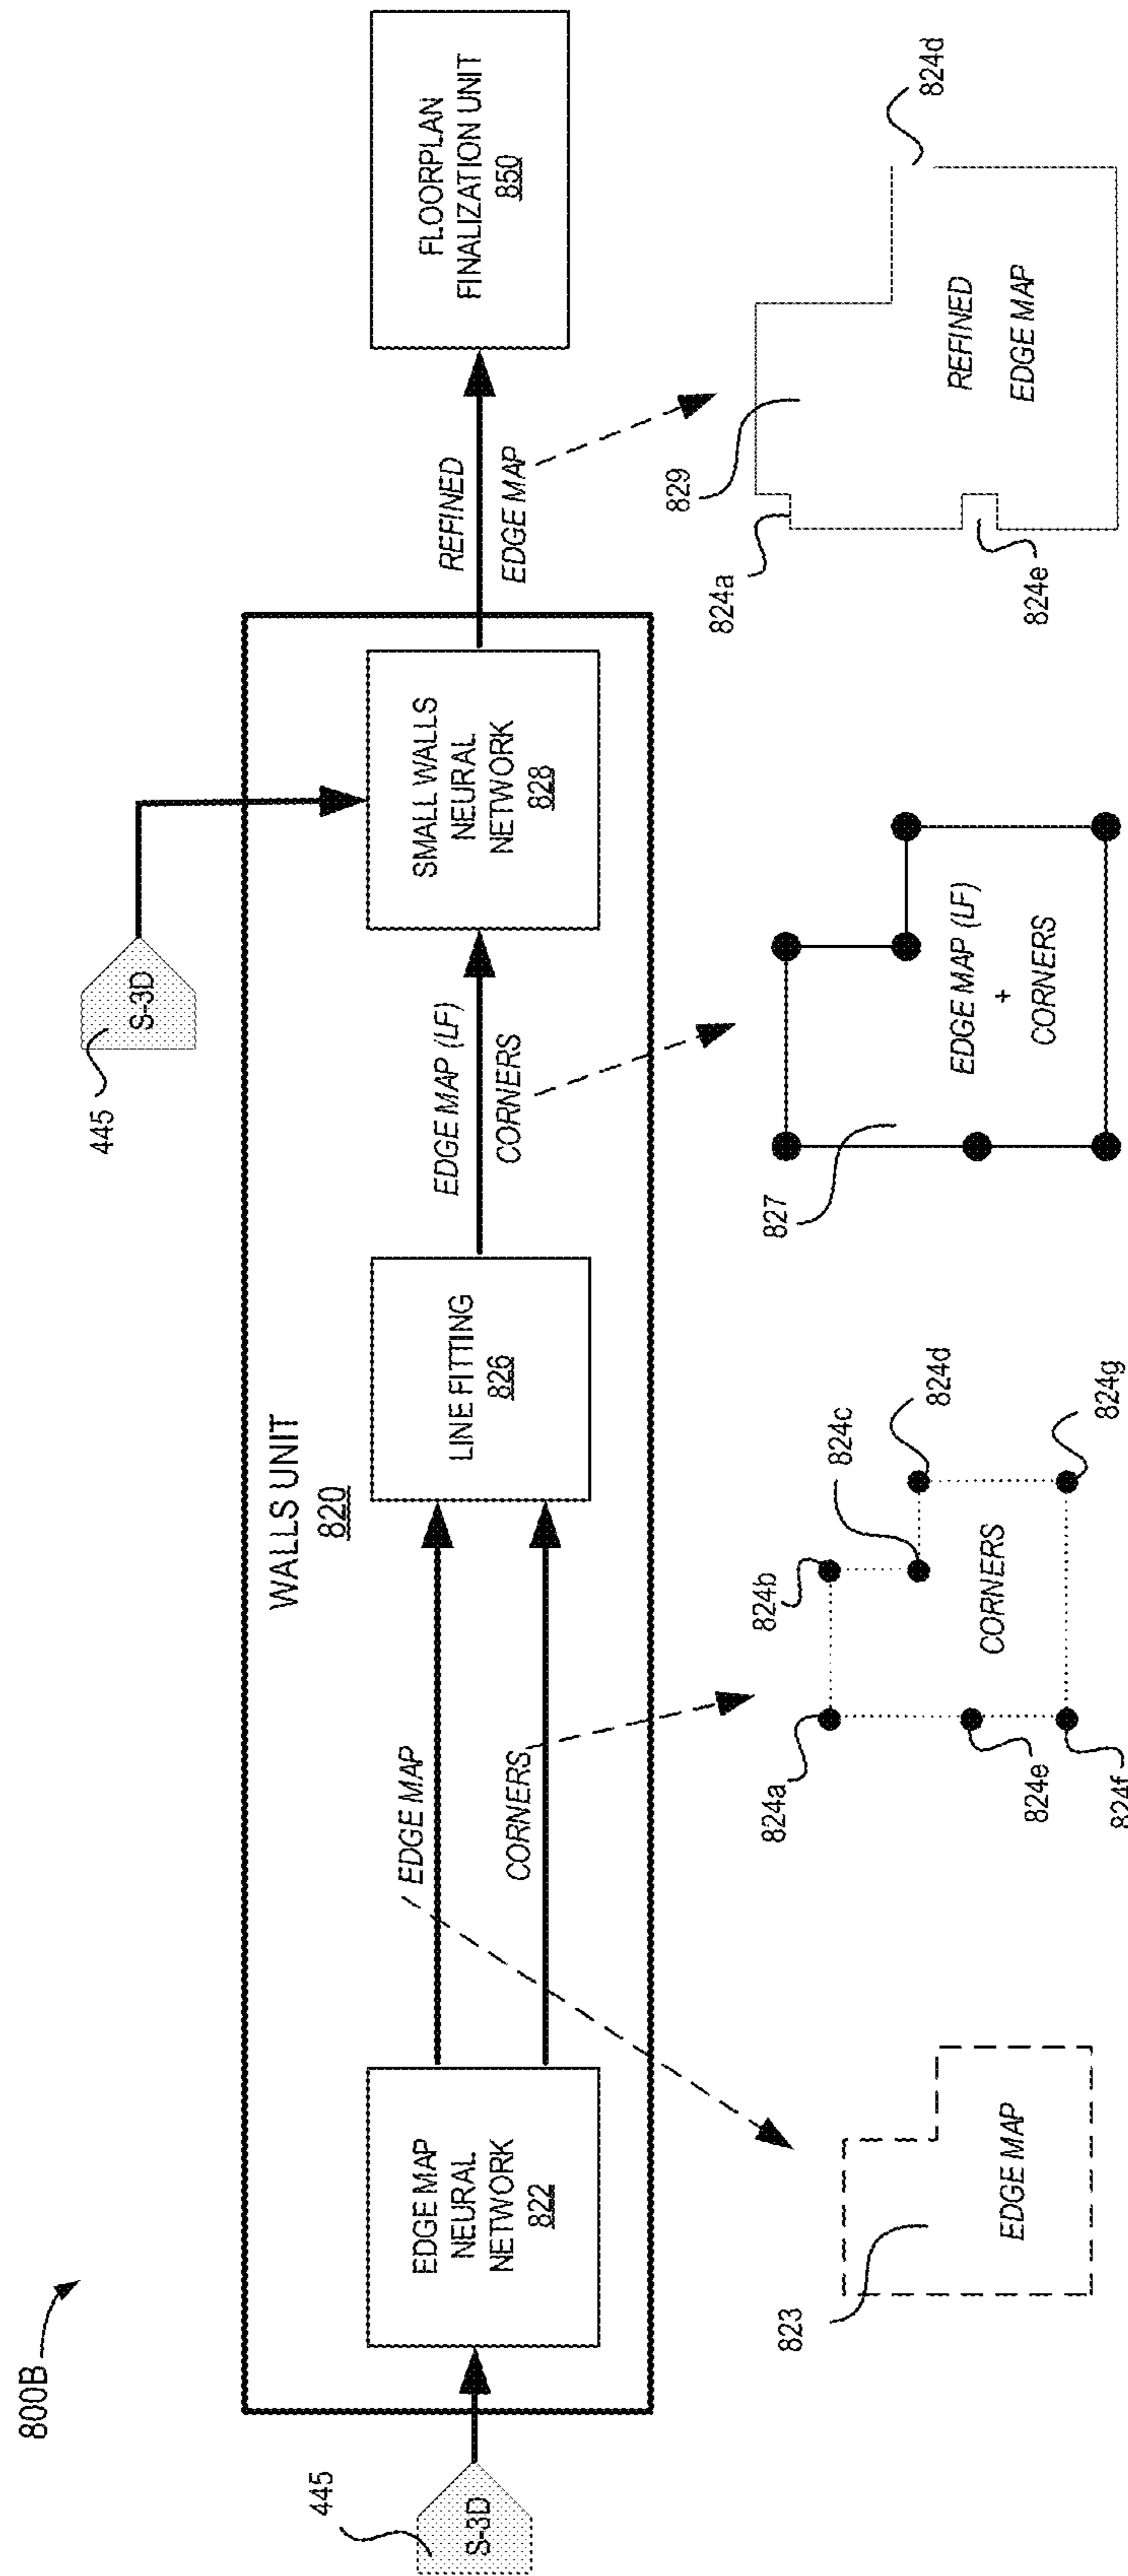 800B
445
S-3D
WALLS UNIT
820
EDGE MAP
NEURAL
NETWORK
822
EDGE MAP
CORNERS
LINE FITTING
826
EDGE MAP (LF)
CORNERS
445
S-3D
SMALL WALLS
NEURAL
NETWORK
828
REFINED
EDGE MAP
FLOORPLAN
FINALIZATION UNIT
850
823
EDGE MAP
824a
824b
824c
824d
824e
824f
824g
CORNERS
827
EDGE MAP (LF)
+
CORNERS
829
824a
824e
824d
REFINED
EDGE MAP